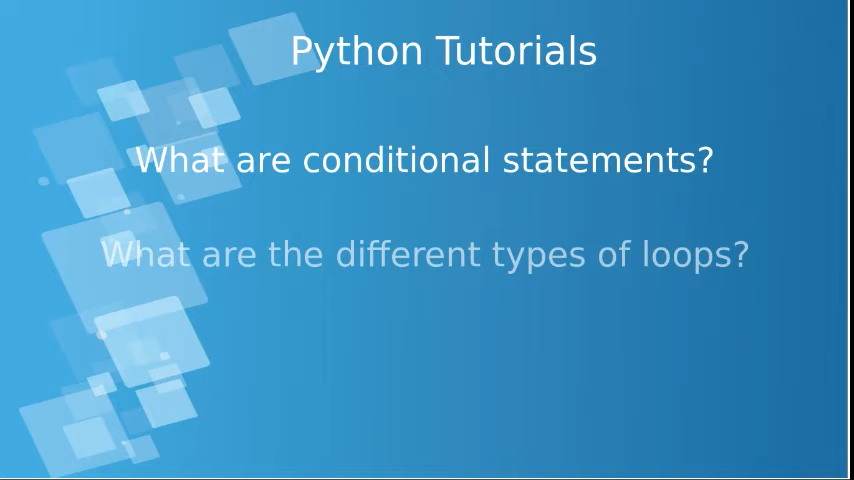 Python Tutorials
What are conditional statements?
What are the different types of loops?